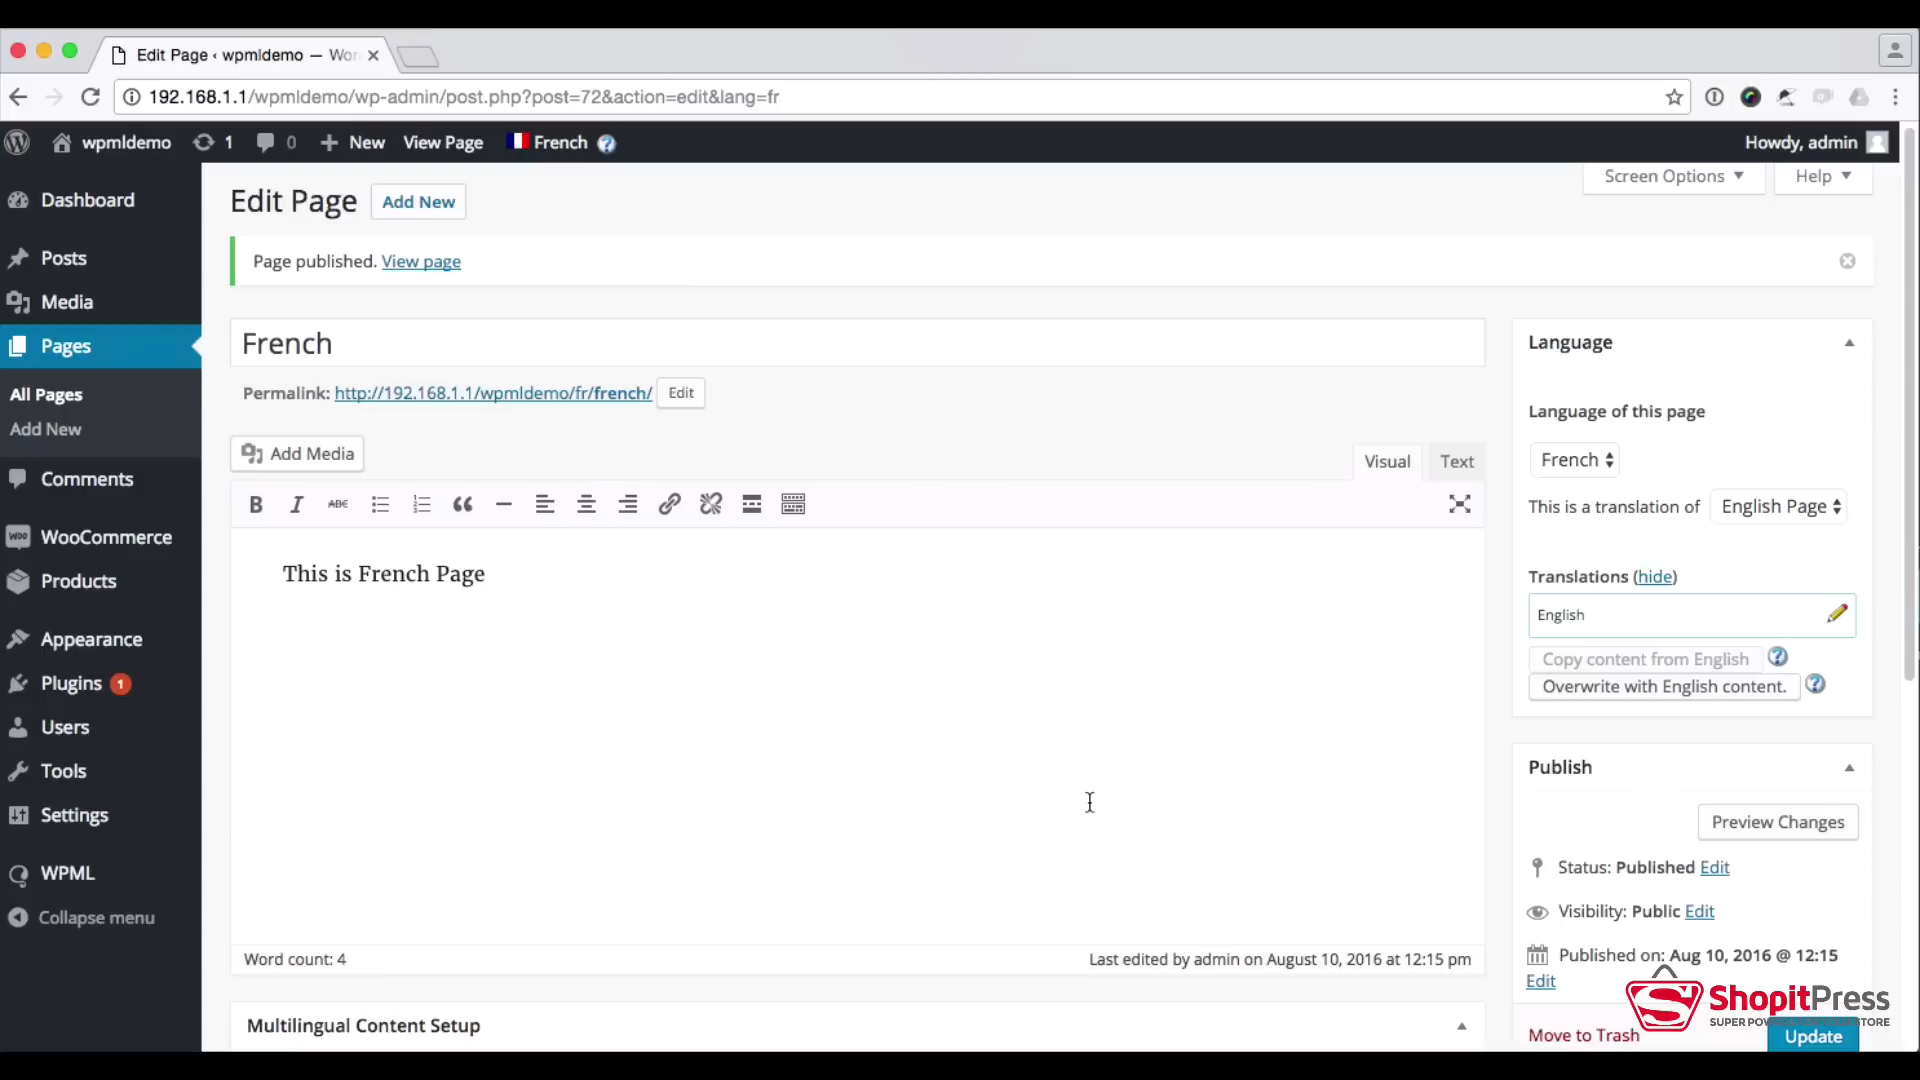 Edit Page ‹ wpmldemo — Wor
192.168.1.1/wpmldemo/wp-admin/post.php?post=72&action=edit&lang=fr
wpmldemo 1 0 New View Page French Howdy, admin
Screen Options Help
Dashboard
Posts
Media
Pages
All Pages
Add New
Comments
WooCommerce
Products
Appearance
Plugins 1
Users
Tools
Settings
WPML
Collapse menu
Edit Page Add New
Page published. View page
French
Permalink: http://192.168.1.1/wpmldemo/fr/french/ Edit
Add Media
Visual Text
B I ABC
This is French Page
Word count: 4
Last edited by admin on August 10, 2016 at 12:15 pm
Multilingual Content Setup
Language
Language of this page
French
This is a translation of English Page
Translations (hide)
English
Copy content from English
Overwrite with English content.
Publish
Preview Changes
Status: Published Edit
Visibility: Public Edit
Published on: Aug 10, 2016 @ 12:15
Edit
Move to Trash
Update
ShopitPress